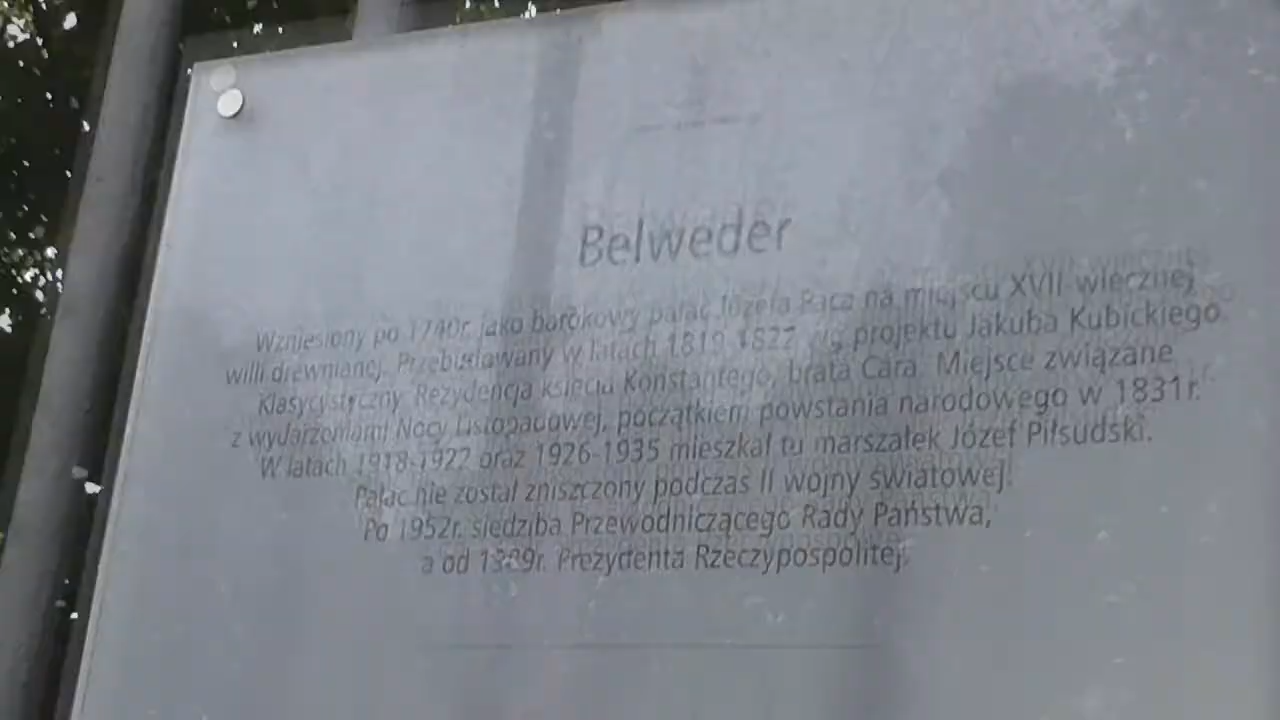 Belweder
Wzniesiony po 1740r. jako barokowy pałac Józefa Paca na miejscu XVII wiecznej
willi drewnianej. Przebudowany w latach 1819 1822 wg projektu Jakuba Kubickiego
klasycystyczny. Rezydencja księcia Konstantego, brata Cara. Miejsce związane
z wydarzeniami Nocy Listopadowej, początkiem powstania narodowego w 1831r.
W latach 1918-1922 oraz 1926-1935 mieszkał tu marszałek Józef Piłsudski.
Pałac nie został zniszczony podczas II wojny światowej.
Po 1952r. siedziba Przewodniczącego Rady Państwa,
a od 1989r. Prezydenta Rzeczypospolitej.